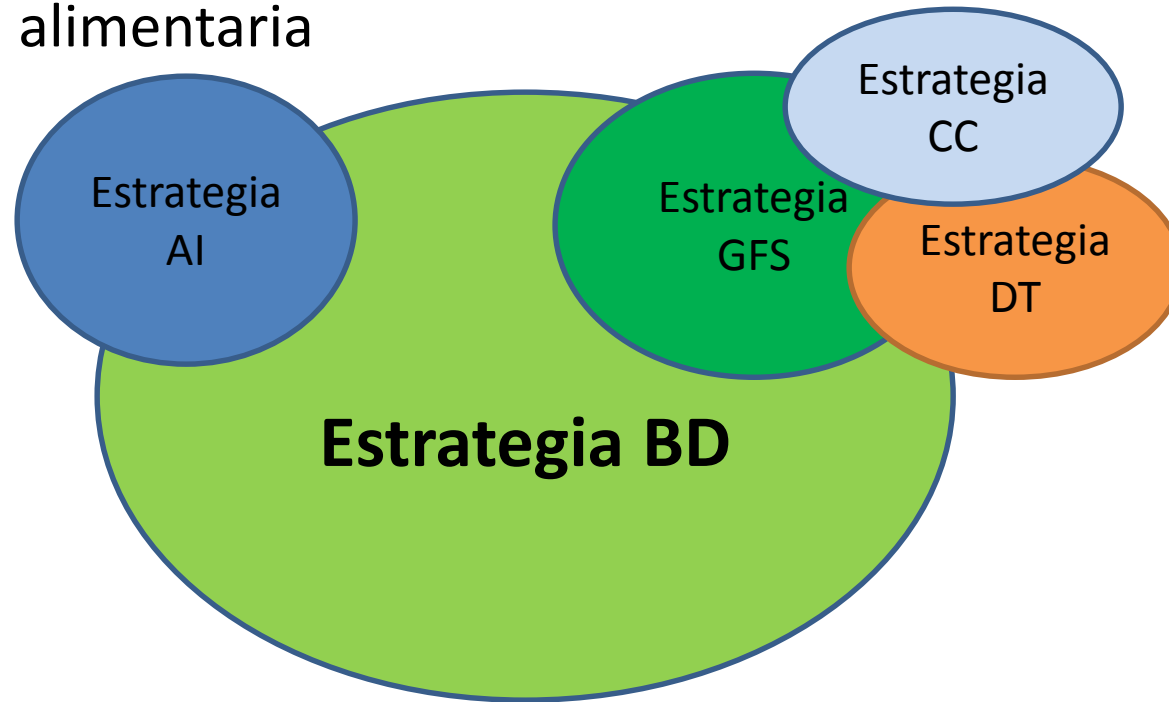 alimentaria
Estrategia
AI
Estrategia
GFS
Estrategia
CC
Estrategia
DT
Estrategia BD